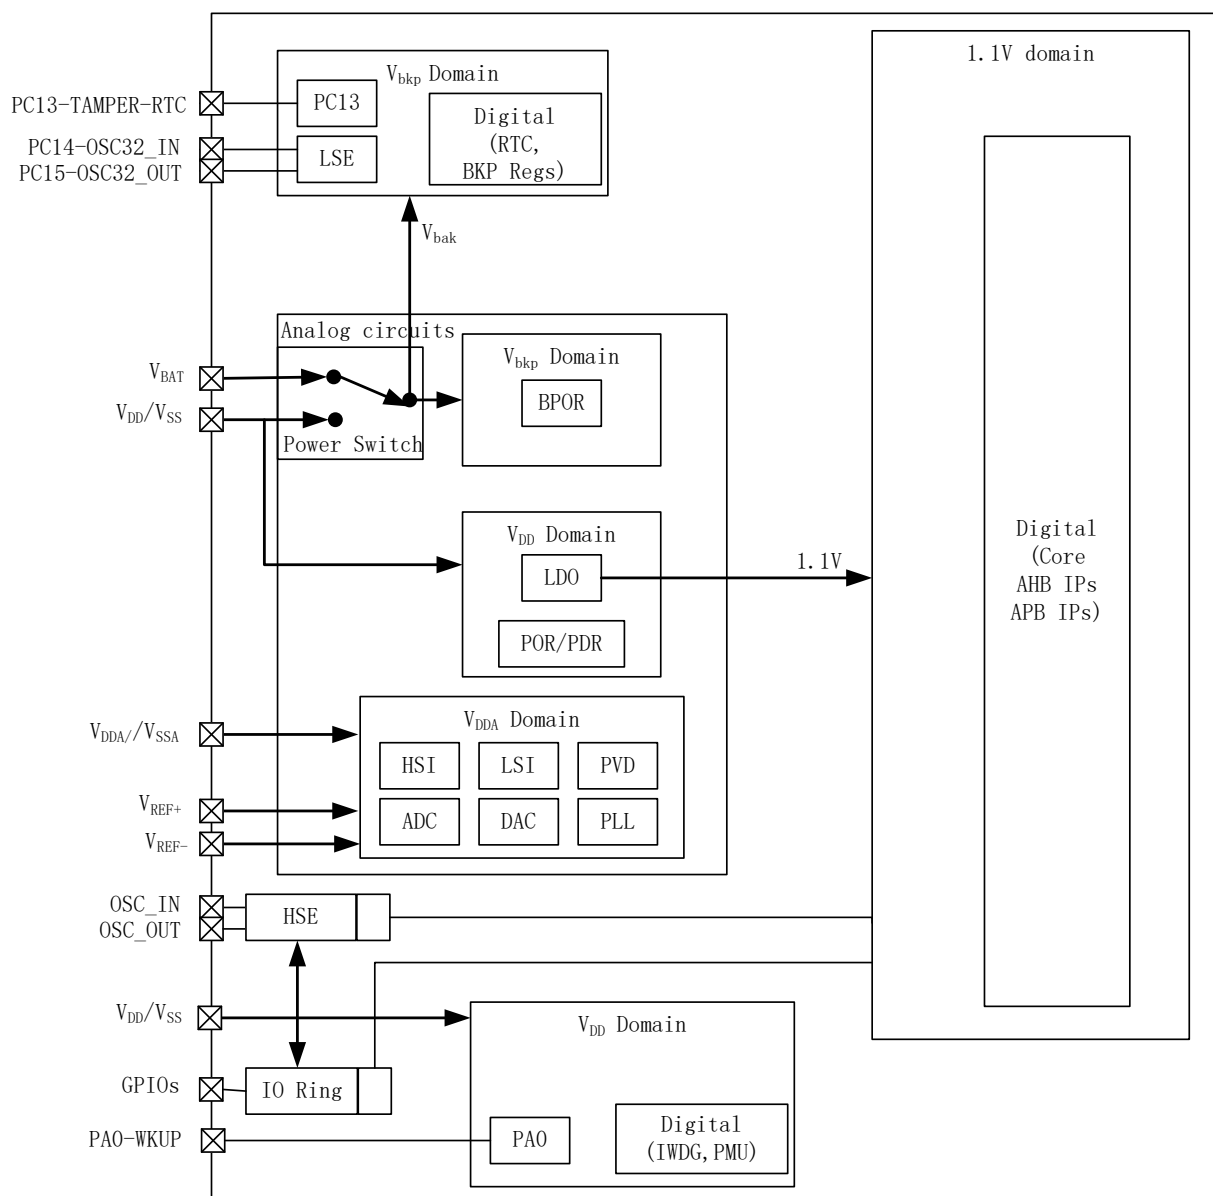 1.1V domain
Vbkp Domain
PC13-TAMPER-RTC
PC13
Digital
(RTC,
BKP Regs)
PC14-OSC32_IN
PC15-OSC32_OUT
LSE
Vbak
Analog circuits
Vbkp Domain
VBAT
BPOR
VDD/VSS
Power Switch
VDD Domain
LDO
1.1V
POR/PDR
Digital
(Core
AHB IPs
APB IPs)
VDDA Domain
VDDA//VSSA
HSI
LSI
PVD
VREF+
ADC
DAC
PLL
VREF-
OSC_IN
OSC_OUT
HSE
VDD/VSS
VDD Domain
GPIOs
IO Ring
PA0-WKUP
PA0
Digital
(IWDG,PMU)